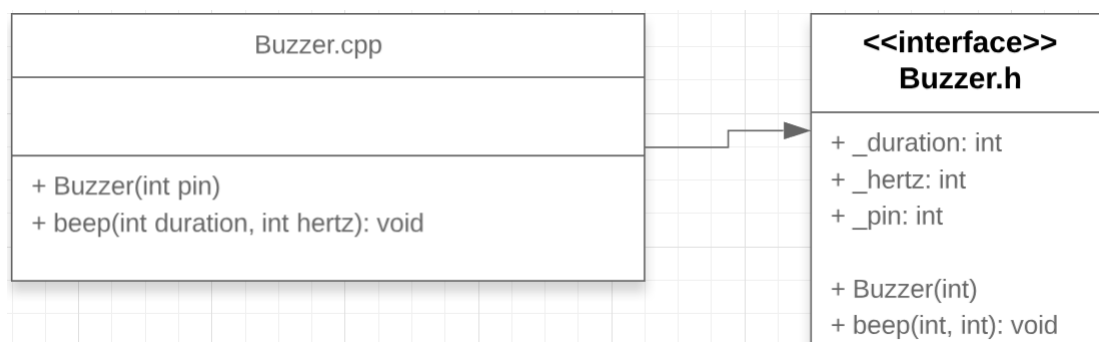 Buzzer.cpp
+ Buzzer(int pin)
+ beep(int duration, int hertz): void
<<interface>>
Buzzer.h
+ _duration: int
+ _hertz: int
+ _pin: int
+ Buzzer(int)
+ beep(int, int): void